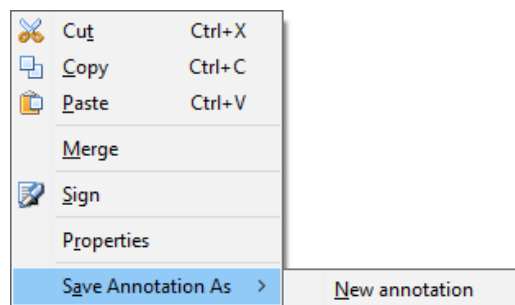 Cut Ctrl+X
Copy Ctrl+C
Paste Ctrl+V
Merge
Sign
Properties
Save Annotation As > New annotation